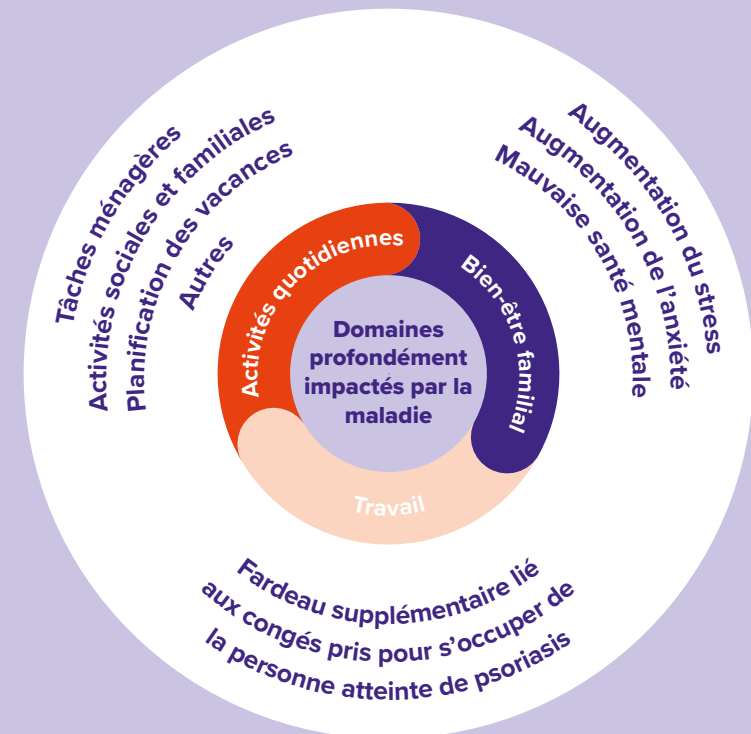 Domaines
profondément
impactés par la
maladie
Activités quotidiennes
Tâches ménagères
Activités sociales et familiales
Planification des vacances
Autres
Bien-être familial
Augmentation du stress
Augmentation de l’anxiété
Mauvaise santé mentale
Travail
Fardeau supplémentaire lié
aux congés pris pour s’occuper de
la personne atteinte de psoriasis